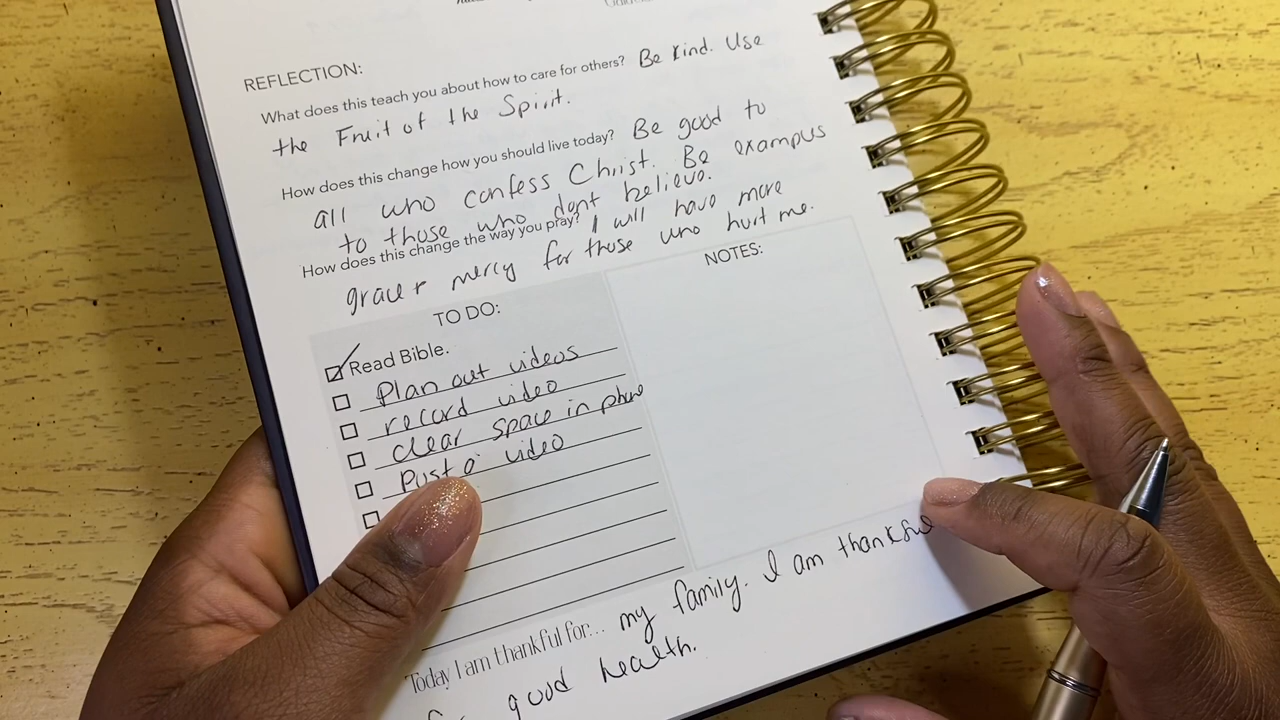 REFLECTION:
What does this teach you about how to care for others? Be kind. Use
the Fruit of the Spirit.
How does this change how you should live today? Be good to
all who confess Christ. Be exampus
to those who dont believe.
How does this change the way you pray? I will have more
grace + mercy for those who hurt me.
TO DO:
Read Bible.
Plan out videos
record video
clear space in phone
Post a video
NOTES:
Today I am thankful for... my family. I am thankful
good health.